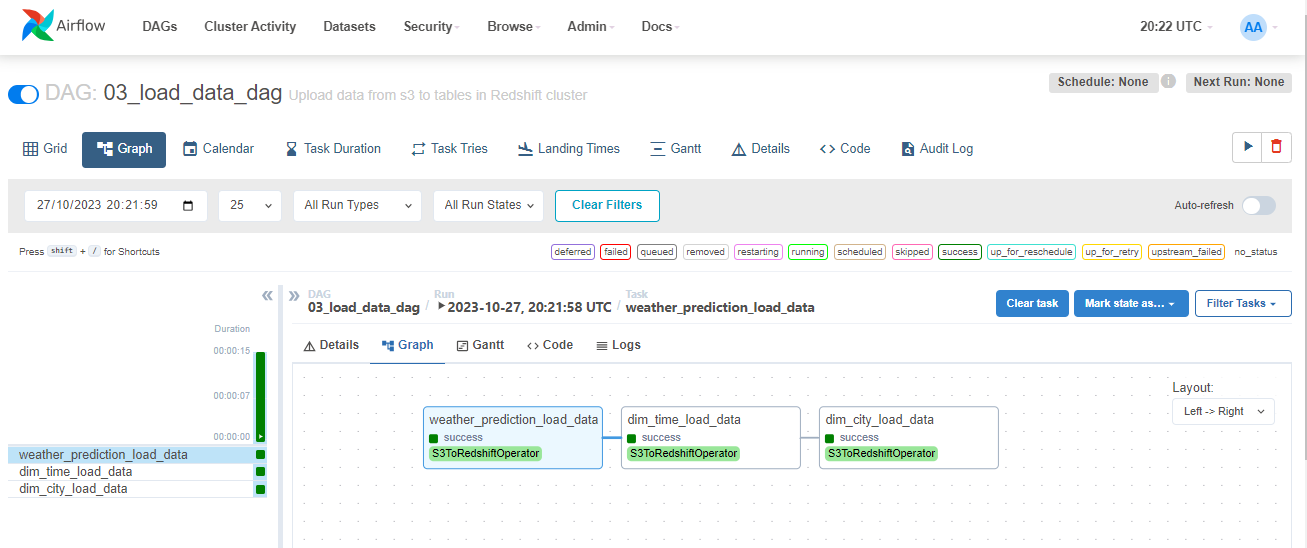 Airflow DAGs Cluster Activity Datasets Security Browse Admin Docs 20:22 UTC AA
DAG: 03_load_data_dag Upload data from s3 to tables in Redshift cluster Schedule: None i Next Run: None
Grid Graph Calendar Task Duration Task Tries Landing Times Gantt Details Code Audit Log
27/10/2023 20:21:59 25 All Run Types All Run States Clear Filters Auto-refresh
Press shift + / for Shortcuts deferred failed queued removed restarting running scheduled skipped success up_for_reschedule up_for_retry upstream_failed no_status
DAG Run Task
03_load_data_dag / 2023-10-27, 20:21:58 UTC / weather_prediction_load_data Clear task Mark state as... Filter Tasks
Duration
00:00:15
00:00:07
00:00:00
weather_prediction_load_data
dim_time_load_data
dim_city_load_data
Details Graph Gantt Code Logs
Layout:
Left -> Right
weather_prediction_load_data
success
S3ToRedshiftOperator
dim_time_load_data
success
S3ToRedshiftOperator
dim_city_load_data
success
S3ToRedshiftOperator